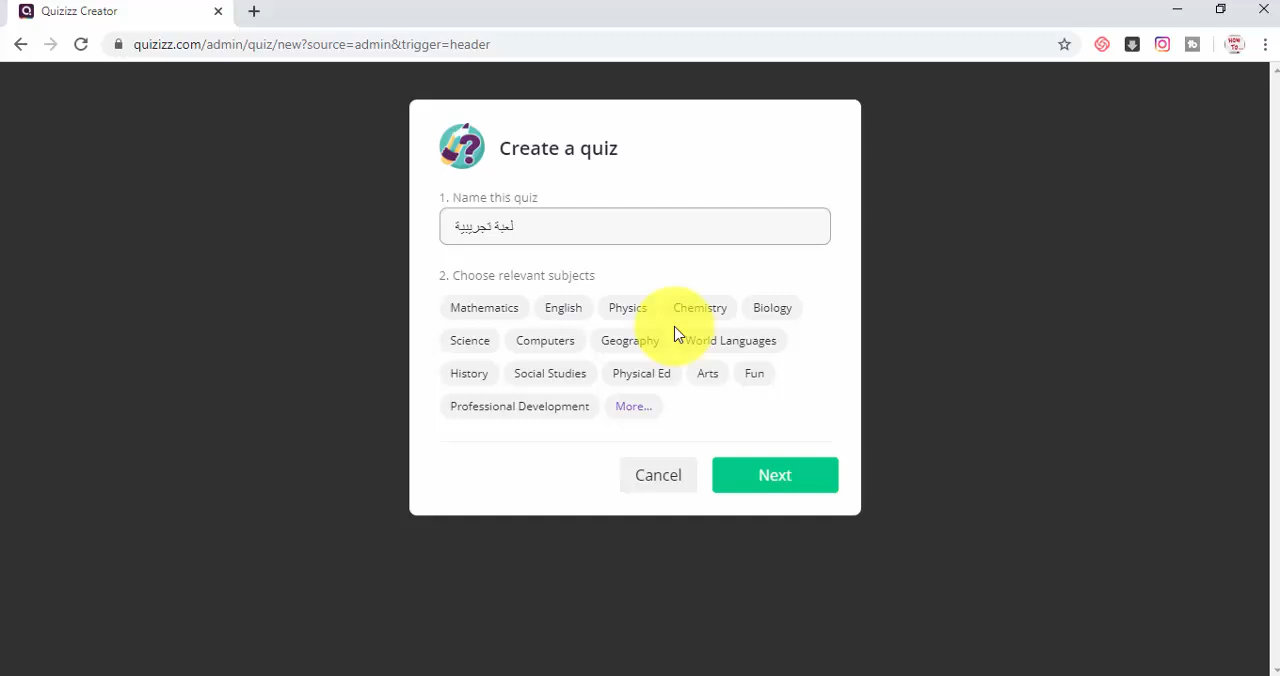 Quizizz Creator
quizizz.com/admin/quiz/new?source=admin&trigger=header
HOW TO
Create a quiz
1. Name this quiz
لعبة تجريبية
2. Choose relevant subjects
Mathematics English Physics Chemistry Biology
Science Computers Geography World Languages
History Social Studies Physical Ed Arts Fun
Professional Development More...
Cancel Next